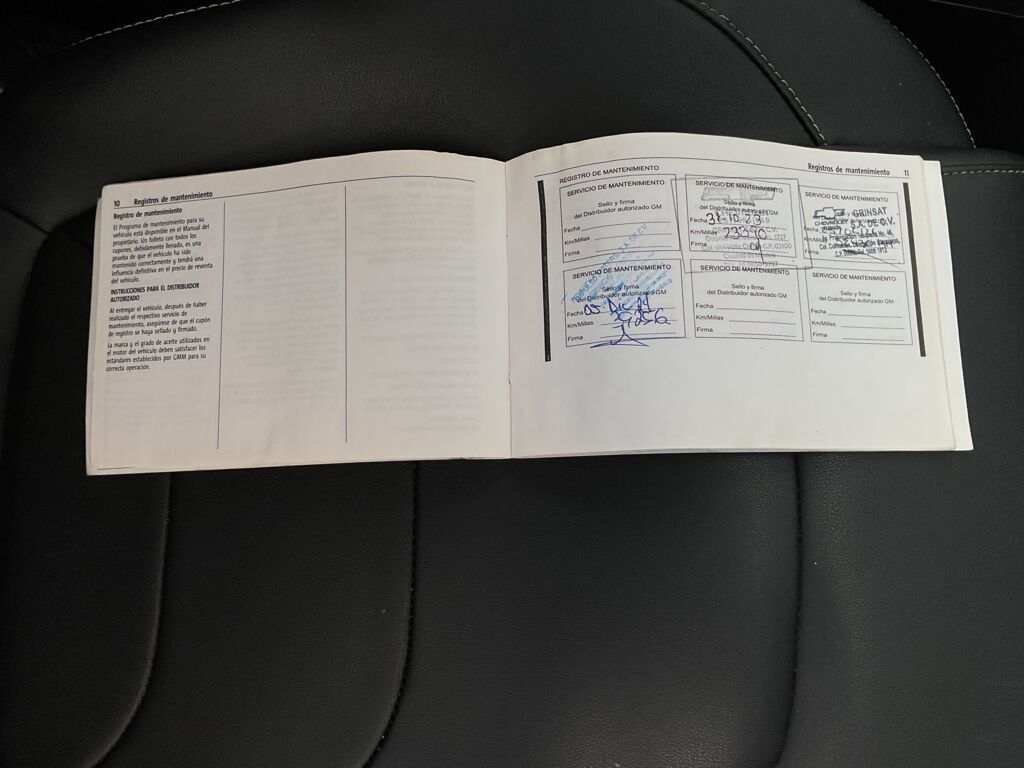 10 Registros de mantenimiento
Registro de mantenimiento
El Programa de mantenimiento para su
vehículo está disponible en el Manual del
propietario. Un folleto con todos los
cupones, debidamente llenado, es una
prueba de que el vehículo ha sido
mantenido correctamente y tendrá una
influencia definitiva en el precio de reventa
del vehículo.
INSTRUCCIONES PARA EL DISTRIBUIDOR
AUTORIZADO
Al entregar el vehículo, después de haber
realizado el respectivo servicio de
mantenimiento, asegúrese de que el cupón
de registro se haya sellado y firmado.
La marca y el grado de aceite utilizados en
el motor del vehículo deben satisfacer los
estándares establecidos por GMM para su
correcta operación.
Registros de mantenimiento 11
REGISTRO DE MANTENIMIENTO
SERVICIO DE MANTENIMIENTO
Sello y firma
del Distribuidor autorizado GM
Fecha
Km/Millas
Firma
SERVICIO DE MANTENIMIENTO
Sello y firma
del Distribuidor autorizado GM
Fecha 31-10-23
Km/Millas 23390
Firma
C.P. 03100
SERVICIO DE MANTENIMIENTO
CHEVROLET GRINSAT
S.A. DE C.V.
Fecha
Km/Millas
Firma
SERVICIO DE MANTENIMIENTO
S.A. DE C.V.
Sello y firma
del Distribuidor autorizado GM
Fecha 05 Dic
Km/Millas
Firma
SERVICIO DE MANTENIMIENTO
Sello y firma
del Distribuidor autorizado GM
Fecha
Km/Millas
Firma
SERVICIO DE MANTENIMIENTO
Sello y firma
del Distribuidor autorizado GM
Fecha
Km/Millas
Firma